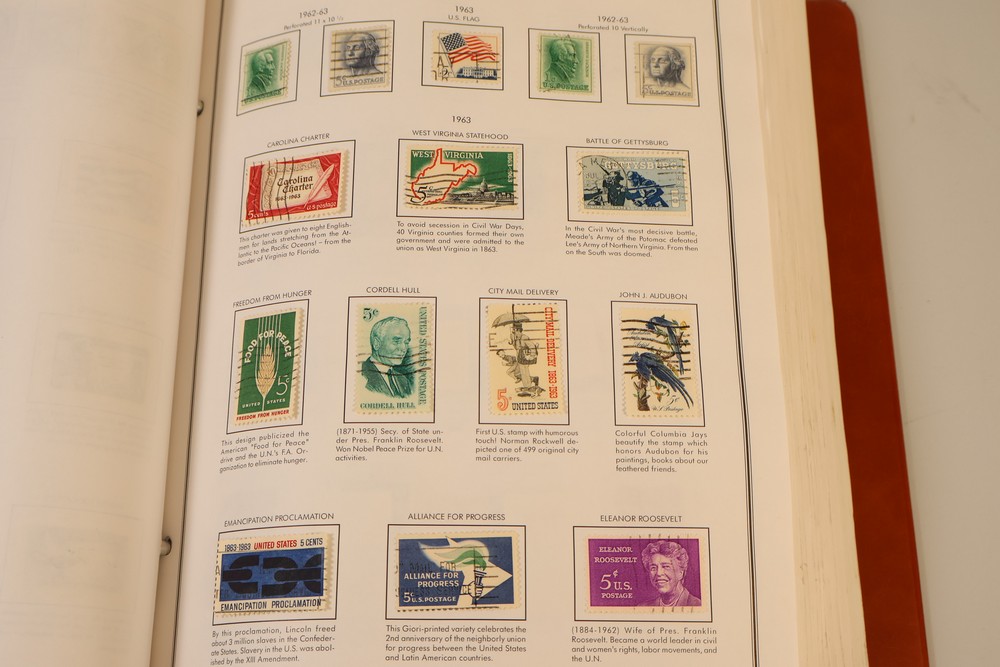 1962-63
Perforated 11 x 10 ½
1963
U.S. FLAG
1962-63
Perforated 10 Vertically
U.S. POSTAGE
5c U.S. POSTAGE
U.S. POSTAGE
U.S. POSTAGE
1963
CAROLINA CHARTER
WEST VIRGINIA STATEHOOD
BATTLE OF GETTYSBURG
Carolina
Charter
1663 · 1963
5 cents
U.S. postage
WEST VIRGINIA
1863 1963
5c
GETTYSBURG
This charter was given to eight English-
men for lands stretching from the At-
lantic to the Pacific Oceans! – from the
border of Virginia to Florida.
To avoid secession in Civil War Days,
40 Virginia counties formed their own
government and were admitted to the
union as West Virginia in 1863.
In the Civil War's most decisive battle,
Meade's Army of the Potomac defeated
Lee's Army of Northern Virginia. From then
on the South was doomed.
FREEDOM FROM HUNGER
CORDELL HULL
CITY MAIL DELIVERY
JOHN J. AUDUBON
FOOD FOR PEACE
5c
UNITED STATES
FREEDOM FROM HUNGER
5c
UNITED STATES POSTAGE
CORDELL HULL
CITY MAIL DELIVERY 1863-1963
5c
UNITED STATES
5c
U.S. Postage
This design publicized the
American "Food for Peace"
drive and the U.N.'s F.A. Or-
ganization to eliminate hunger.
(1871-1955) Secy. of State un-
der Pres. Franklin Roosevelt.
Won Nobel Peace Prize for U.N.
activities.
First U.S. stamp with humorous
touch! Norman Rockwell de-
picted one of 499 original city
mail carriers.
Colorful Columbia Jays
beautify the stamp which
honors Audubon for his
paintings, books about our
feathered friends.
EMANCIPATION PROCLAMATION
ALLIANCE FOR PROGRESS
ELEANOR ROOSEVELT
1863-1963 UNITED STATES 5 CENTS
EMANCIPATION PROCLAMATION
ALLIANCE FOR
PROGRESS
5c U.S. POSTAGE
ELEANOR
ROOSEVELT
5c U.S.
POSTAGE
By this proclamation, Lincoln freed
about 3 million slaves in the Confeder-
ate States. Slavery in the U.S. was abol-
ished by the XIII Amendment.
This Giori-printed variety celebrates the
2nd anniversary of the neighborly union
for progress between the United States
and Latin American countries.
(1884-1962) Wife of Pres. Franklin
Roosevelt. Became a world leader in civil
and women's rights, labor movements, and
the U.N.